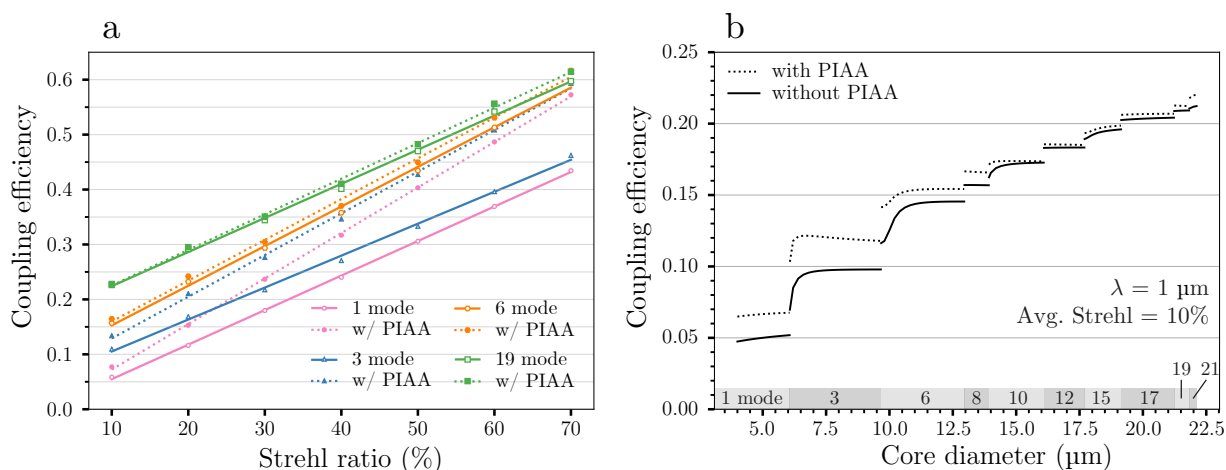 a
Coupling efficiency
0.6
0.5
0.4
0.3
0.2
0.1
0.0
10 20 30 40 50 60 70
Strehl ratio (%)
1 mode
w/ PIAA
3 mode
w/ PIAA
6 mode
w/ PIAA
19 mode
w/ PIAA
b
Coupling efficiency
0.25
0.20
0.15
0.10
0.05
0.00
with PIAA
without PIAA
λ = 1 µm
Avg. Strehl = 10%
19 21
1 mode 3 6 8 10 12 15 17
5.0 7.5 10.0 12.5 15.0 17.5 20.0 22.5
Core diameter (µm)